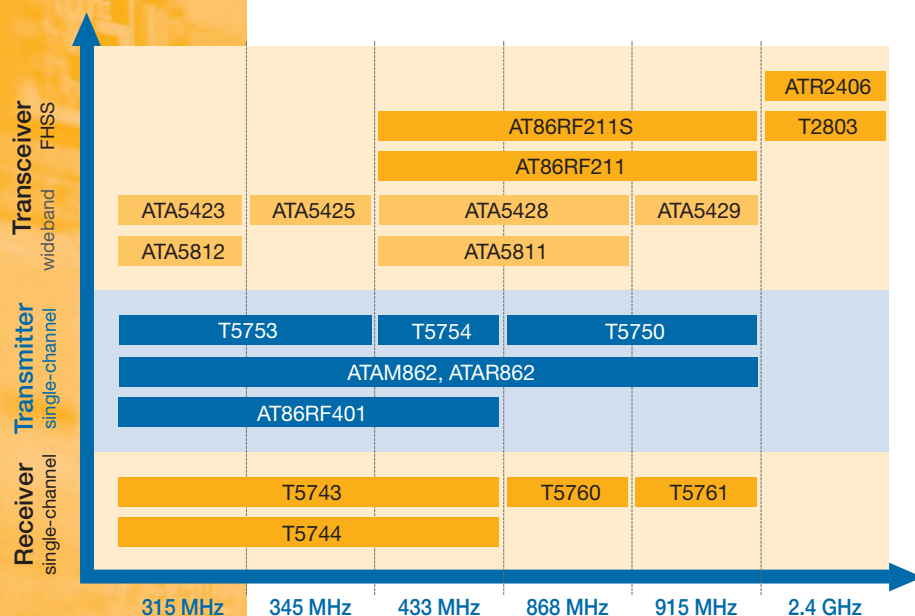 Transceiver
FHSS
wideband
ATR2406
AT86RF211S
T2803
AT86RF211
ATA5423
ATA5425
ATA5428
ATA5429
ATA5812
ATA5811
Transmitter
single-channel
T5753
T5754
T5750
ATAM862, ATAR862
AT86RF401
Receiver
single-channel
T5743
T5760
T5761
T5744
315 MHz
345 MHz
433 MHz
868 MHz
915 MHz
2.4 GHz